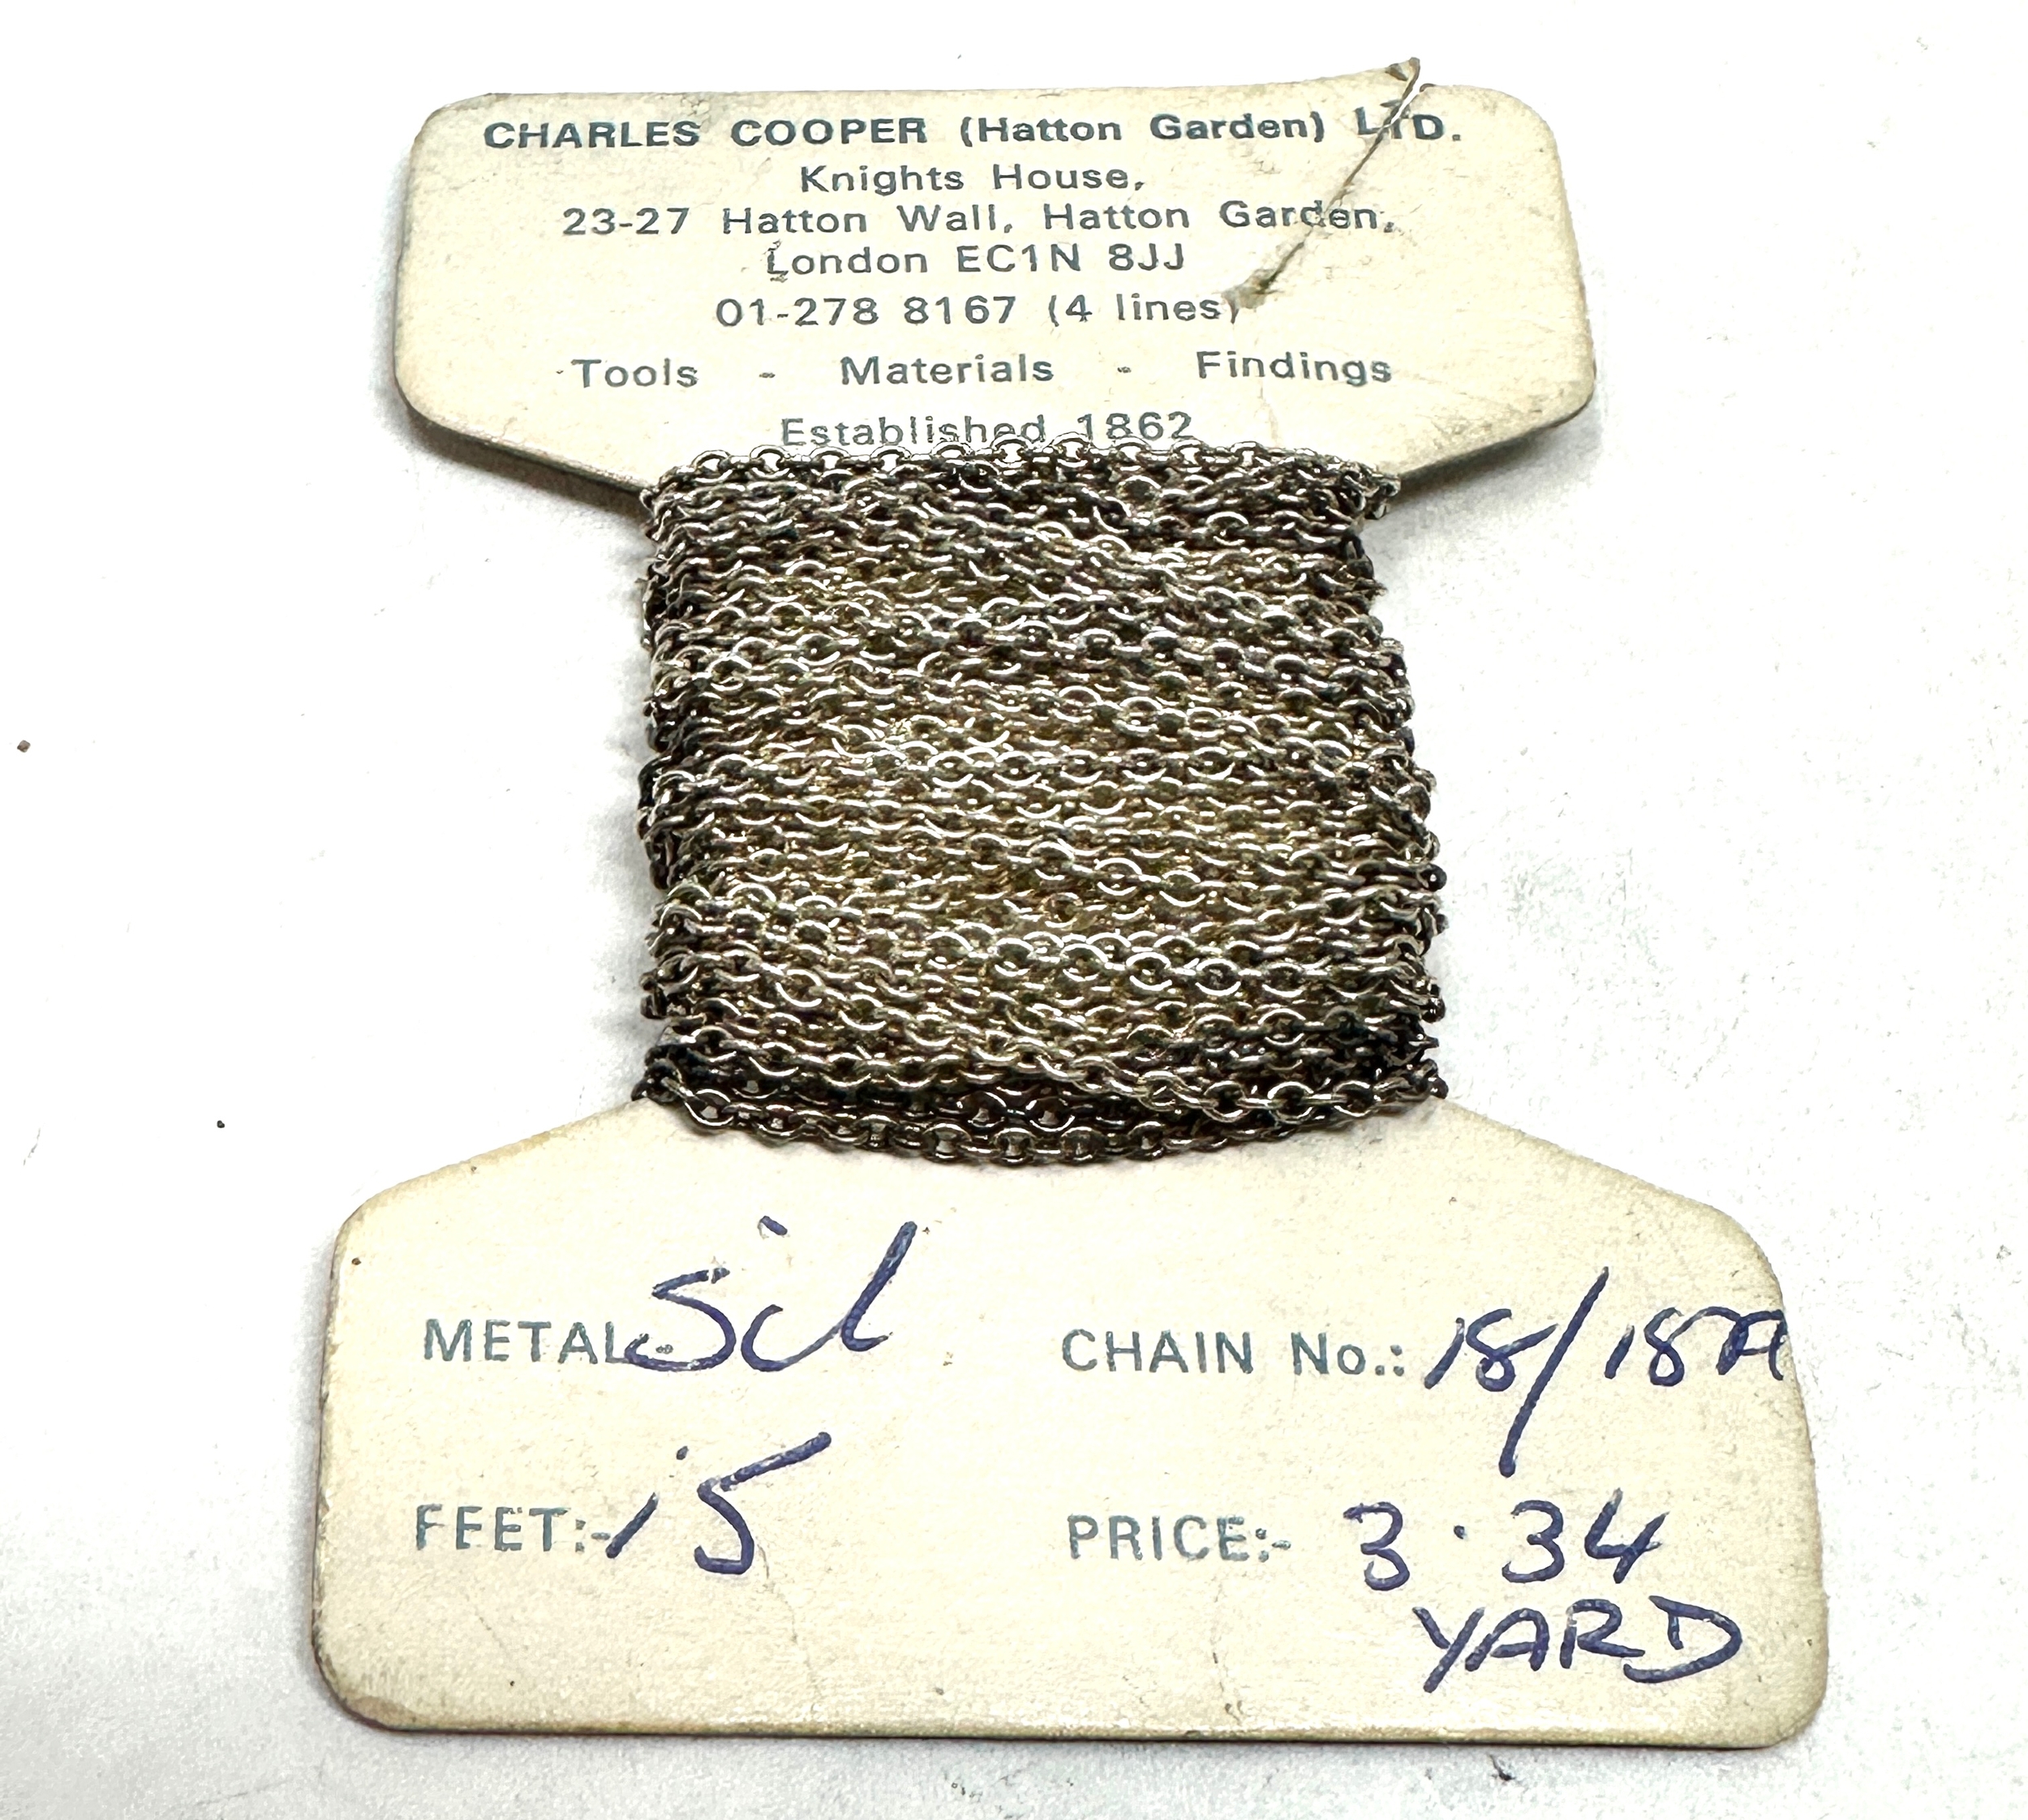 CHARLES COOPER (Hatton Garden) LTD.
Knights House,
23-27 Hatton Wall, Hatton Garden,
London EC1N 8JJ
01-278 8167 (4 lines)
Tools - Materials - Findings
Established 1862
METAL:- Sil
CHAIN No.: 18/18A
FEET:- 15
PRICE:- 3·34
YARD